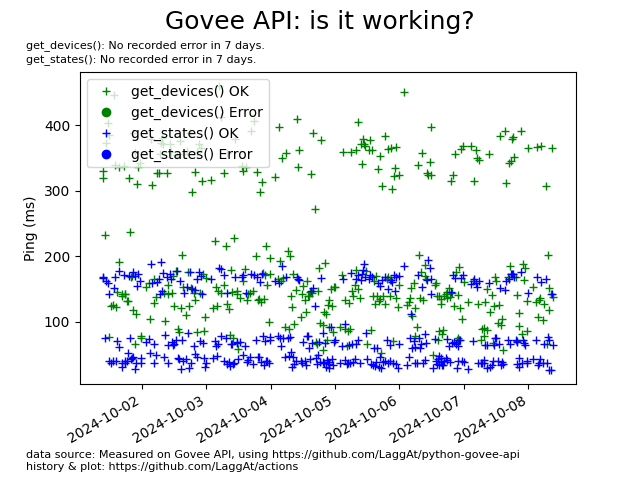 Govee API: is it working?
get_devices(): No recorded error in 7 days.
get_states(): No recorded error in 7 days.
get_devices() OK
get_devices() Error
get_states() OK
get_states() Error
400
300
200
100
Ping (ms)
2024-10-02
2024-10-03
2024-10-04
2024-10-05
2024-10-06
2024-10-07
2024-10-08
data source: Measured on Govee API, using https://github.com/LaggAt/python-govee-api
history & plot: https://github.com/LaggAt/actions